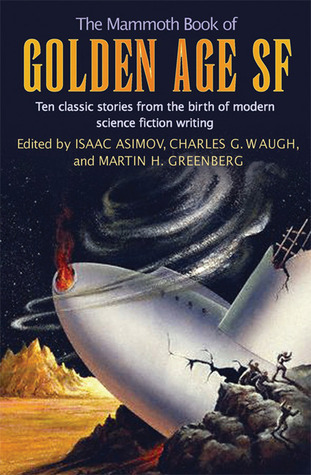 The Mammoth Book of
GOLDEN AGE SF
Ten classic stories from the birth of modern
science fiction writing
Edited by ISAAC ASIMOV, CHARLES G. WAUGH,
and MARTIN H. GREENBERG